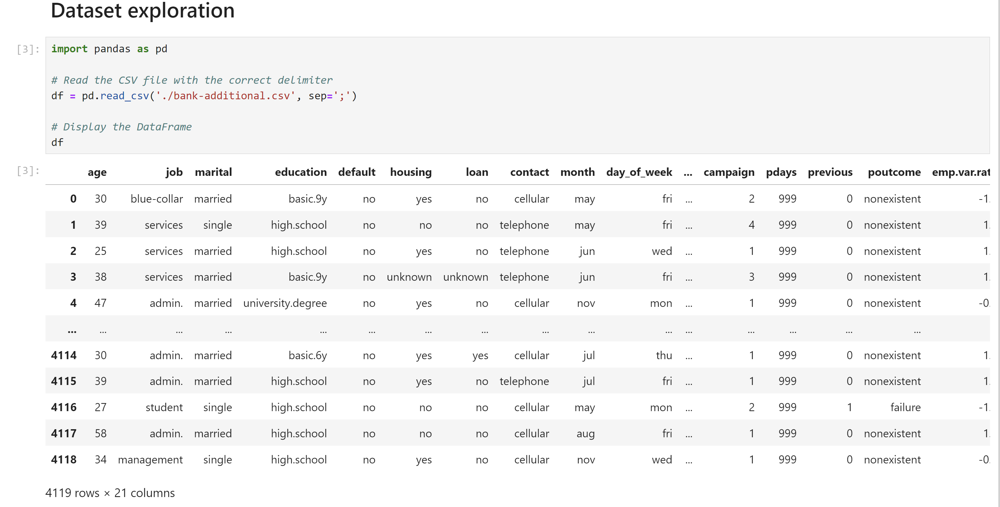 Dataset exploration
[3]: import pandas as pd
# Read the CSV file with the correct delimiter
df = pd.read_csv('./bank-additional.csv', sep=';')
# Display the DataFrame
df
[3]: age job marital education default housing loan contact month day_of_week ... campaign pdays previous poutcome emp.var.rat
0 30 blue-collar married basic.9y no yes no cellular may fri ... 2 999 0 nonexistent -1.
1 39 services single high.school no no no telephone may fri ... 4 999 0 nonexistent 1.
2 25 services married high.school no yes no telephone jun wed ... 1 999 0 nonexistent 1.
3 38 services married basic.9y no unknown unknown telephone jun fri ... 3 999 0 nonexistent 1.
4 47 admin. married university.degree no yes no cellular nov mon ... 1 999 0 nonexistent -0.
... ... ... ... ... ... ... ... ... ... ... ... ... ... ... ...
4114 30 admin. married basic.6y no yes yes cellular jul thu ... 1 999 0 nonexistent 1.
4115 39 admin. married high.school no yes no telephone jul fri ... 1 999 0 nonexistent 1.
4116 27 student single high.school no no no cellular may mon ... 2 999 1 failure -1.
4117 58 admin. married high.school no no no cellular aug fri ... 1 999 0 nonexistent 1.
4118 34 management single high.school no yes no cellular nov wed ... 1 999 0 nonexistent -0.
4119 rows × 21 columns